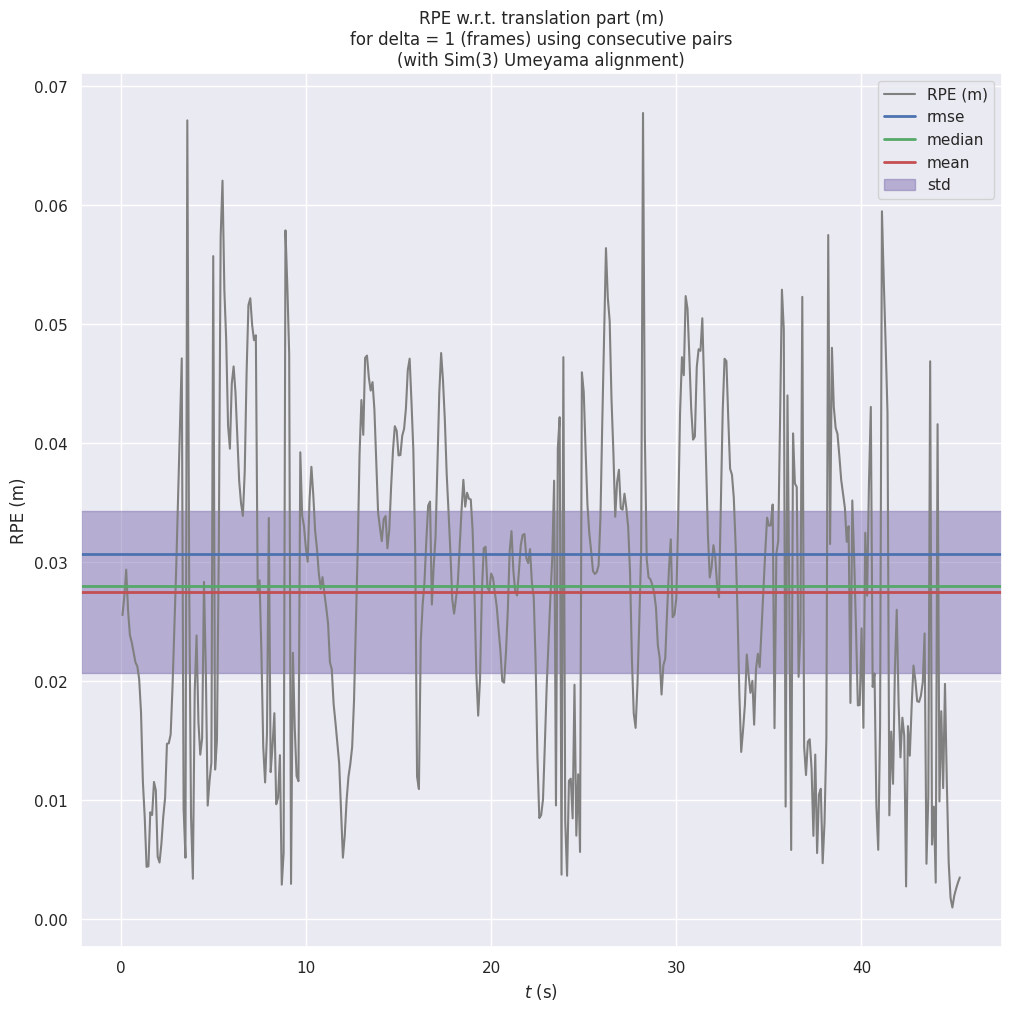 RPE w.r.t. translation part (m)
for delta = 1 (frames) using consecutive pairs
(with Sim(3) Umeyama alignment)
RPE (m)
rmse
median
mean
std
0.07
0.06
0.05
0.04
0.03
0.02
0.01
0.00
RPE (m)
0
10
20
30
40
t (s)